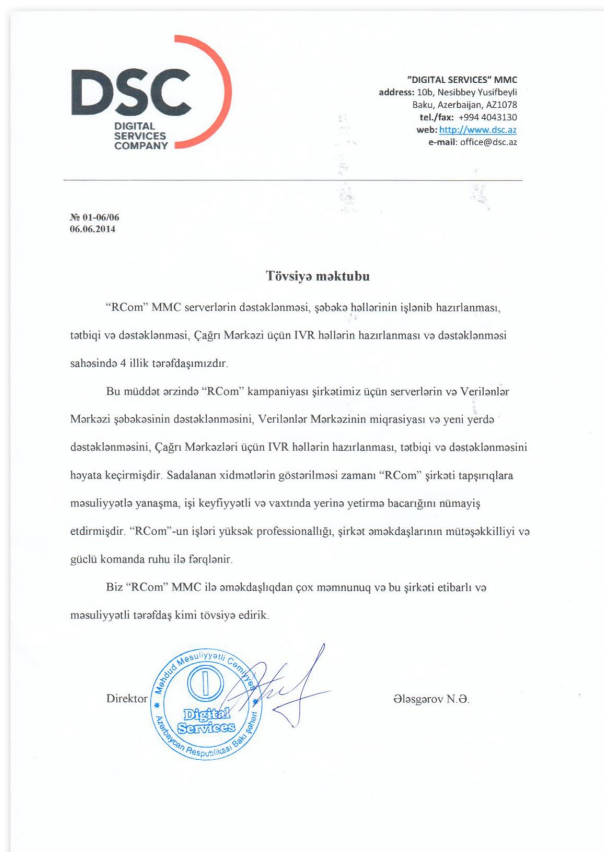 DSC
DIGITAL
SERVICES
COMPANY
"DIGITAL SERVICES" MMC
address: 10b, Nesibbey Yusifbeyli
Baku, Azerbaijan, AZ1078
tel./fax: +994 4043130
web: http://www.dsc.az
e-mail: office@dsc.az
№ 01-06/06
06.06.2014
Tövsiyə məktubu
"RCom" MMC serverlərin dəstəklənməsi, şəbəkə həllərinin işlənib hazırlanması,
tətbiqi və dəstəklənməsi, Çağrı Mərkəzi üçün IVR həllərin hazırlanması və dəstəklənməsi
sahəsində 4 illik tərəfdaşımızdır.
Bu müddət ərzində "RCom" kampaniyası şirkətimiz üçün serverlərin və Verilənlər
Mərkəzi şəbəkəsinin dəstəklənməsini, Verilənlər Mərkəzinin miqrasiyası və yeni yerdə
dəstəklənməsini, Çağrı Mərkəzləri üçün IVR həllərin hazırlanması, tətbiqi və dəstəklənməsini
həyata keçirmişdir. Sadalanan xidmətlərin göstərilməsi zamanı "RCom" şirkəti tapşırıqlara
məsuliyyətlə yanaşma, işi keyfiyyətli və vaxtında yerinə yetirmə bacarığını nümayiş
etdirmişdir. "RCom"-un işləri yüksək professionallığı, şirkət əməkdaşlarının mütəşəkkilliyi və
güclü komanda ruhu ilə fərqlənir.
Biz "RCom" MMC ilə əməkdaşlıqdan çox məmnunuq və bu şirkəti etibarlı və
məsuliyyətli tərəfdaş kimi tövsiyə edirik.
Direktor
Ələsgərov N.Ə.
Məhdud Məsuliyyətli Cəmiyyət
Digital
Services
Azərbaycan Respublikası Bakı şəhəri